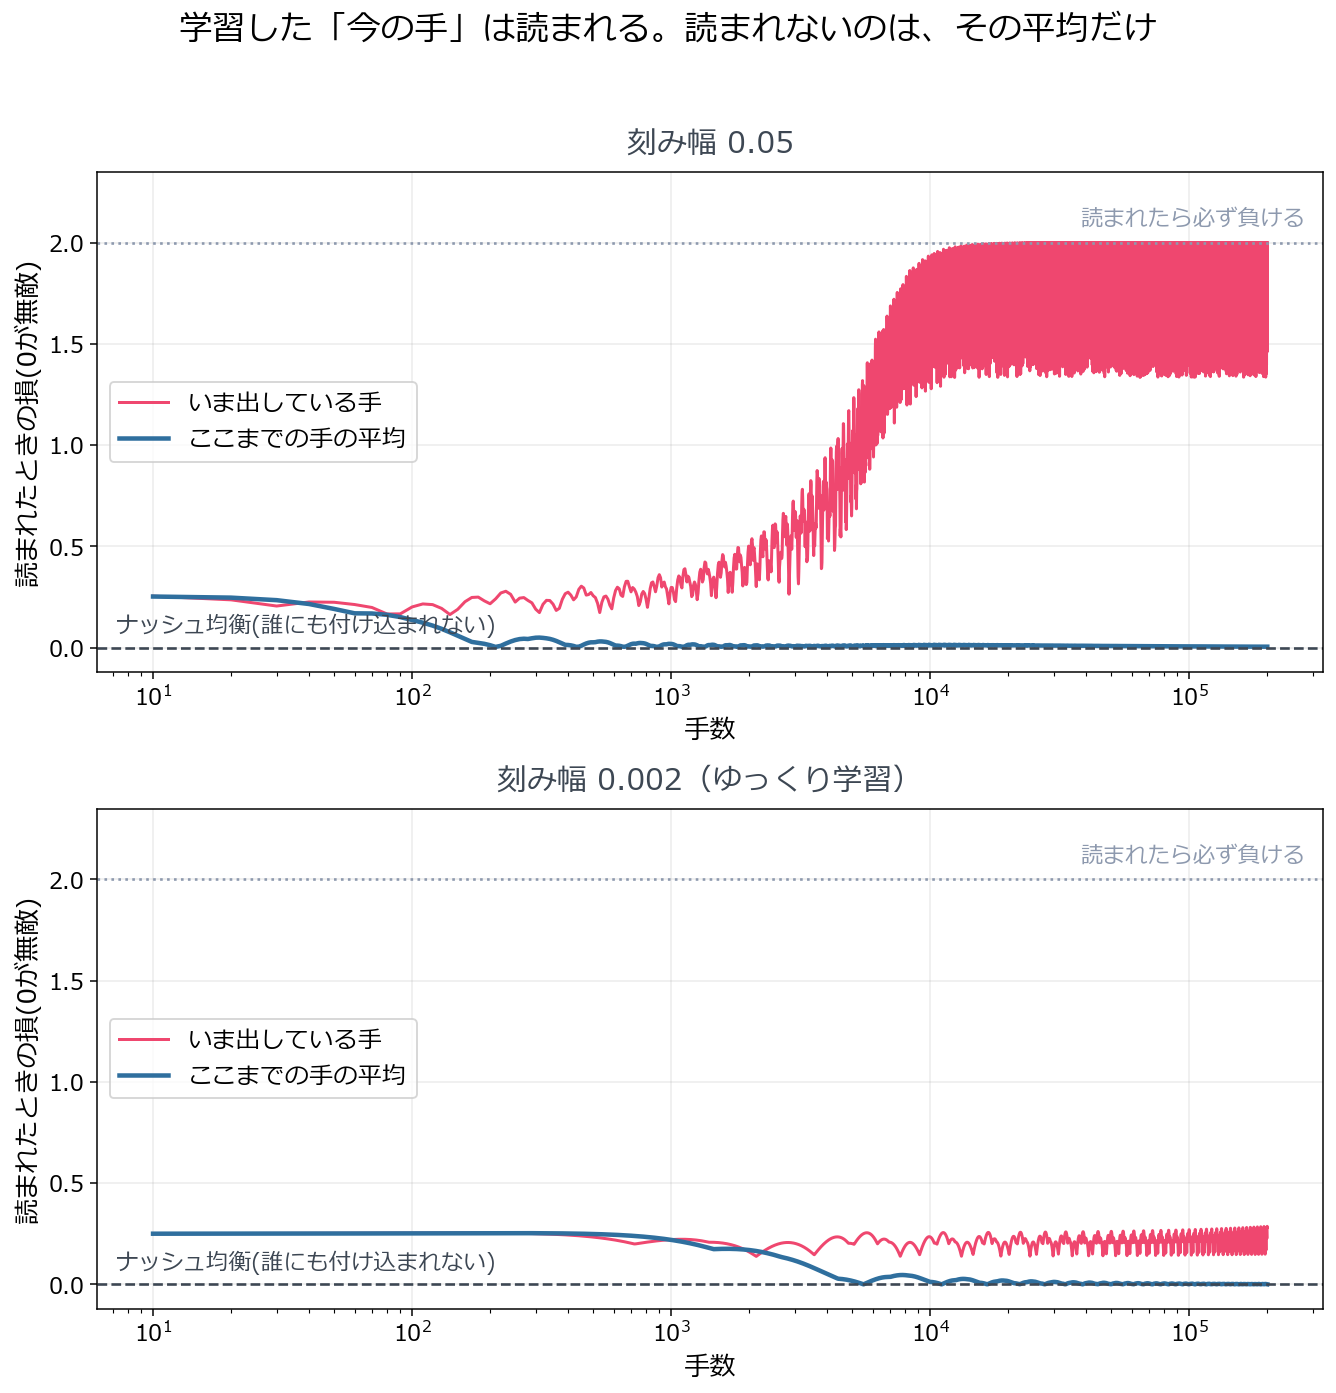 学習した「今の手」は読まれる。読まれないのは、その平均だけ
刻み幅 0.05
読まれたときの損(0が無敵)
2.0
1.5
1.0
0.5
0.0
読まれたら必ず負ける
いま出している手
ここまでの手の平均
ナッシュ均衡(誰にも付け込まれない)
10¹ 10² 10³ 10⁴ 10⁵
手数
刻み幅 0.002（ゆっくり学習）
読まれたときの損(0が無敵)
2.0
1.5
1.0
0.5
0.0
読まれたら必ず負ける
いま出している手
ここまでの手の平均
ナッシュ均衡(誰にも付け込まれない)
10¹ 10² 10³ 10⁴ 10⁵
手数